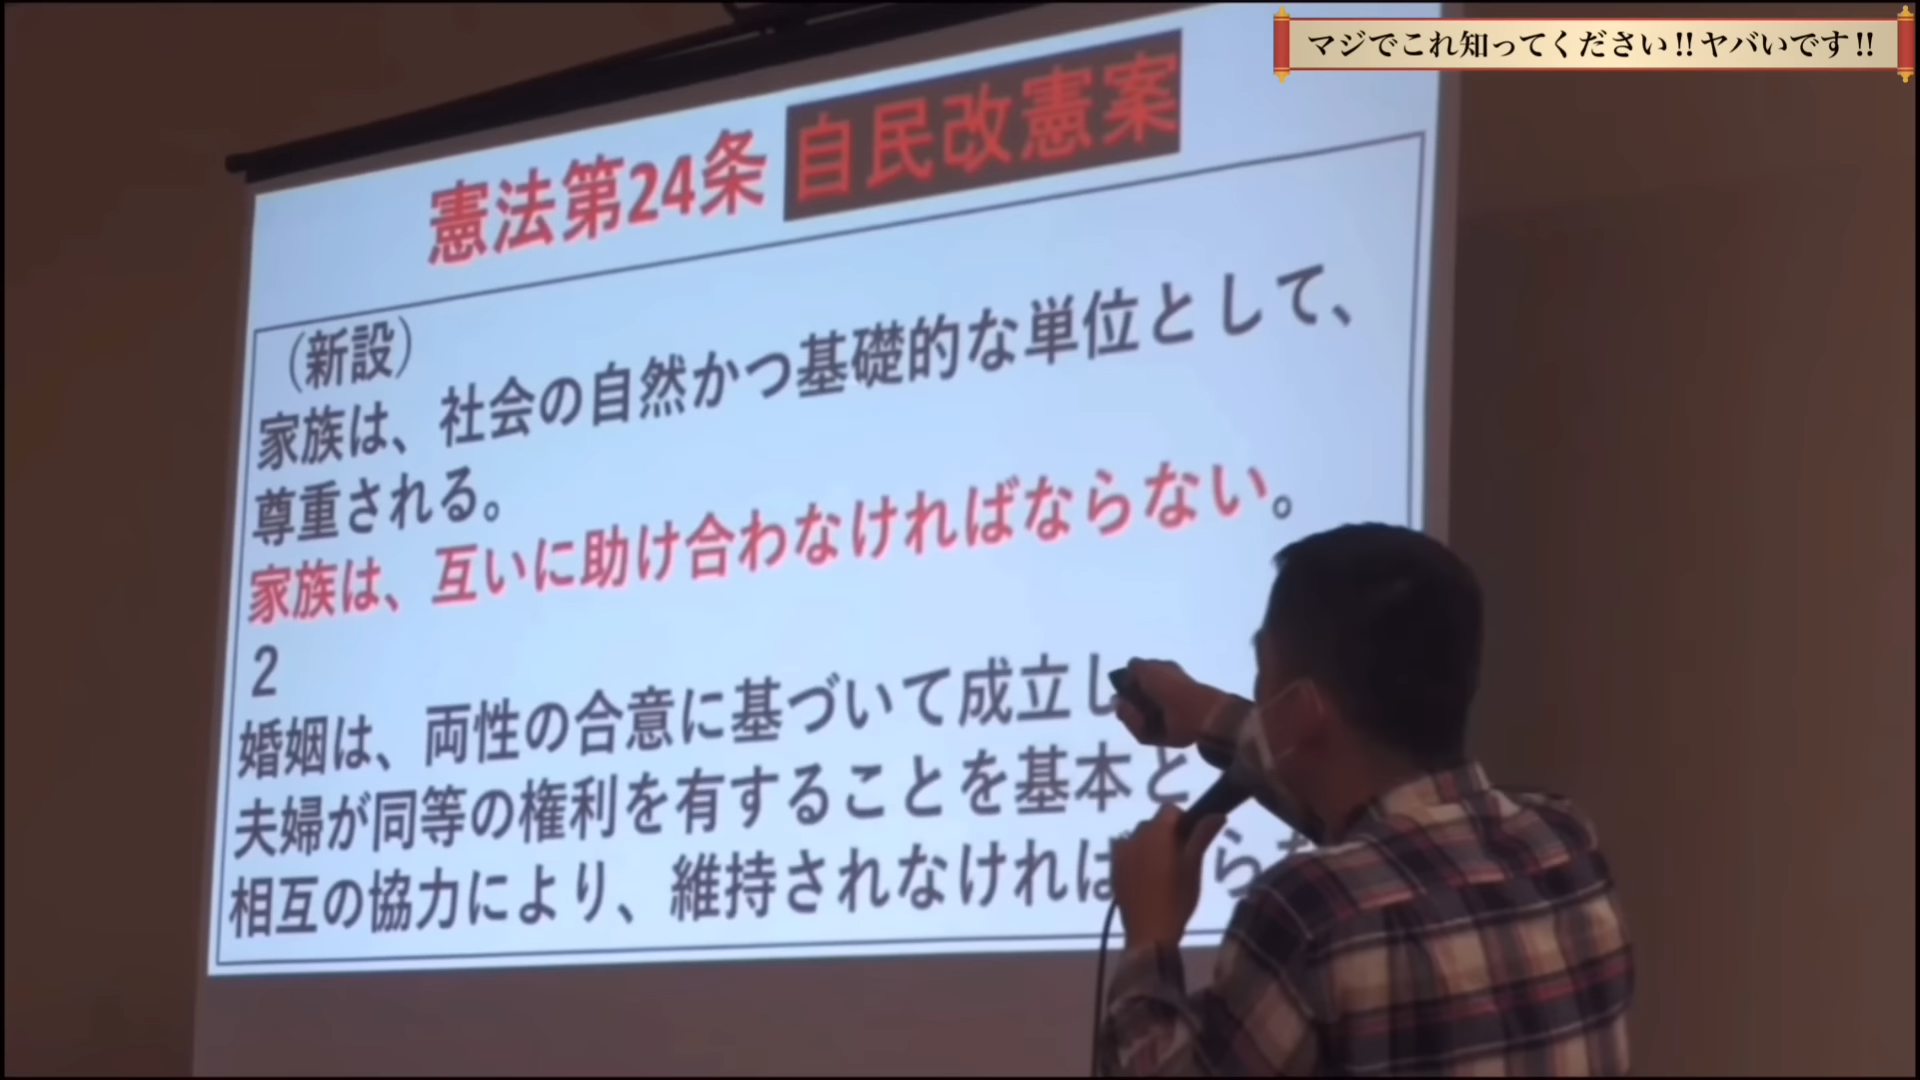 マジでこれ知ってください!!ヤバいです!!
憲法第24条 自民改憲案
（新設）
家族は、社会の自然かつ基礎的な単位として、
尊重される。
家族は、互いに助け合わなければならない。
2
婚姻は、両性の合意に基づいて成立し
夫婦が同等の権利を有することを基本と
相互の協力により、維持されなければ